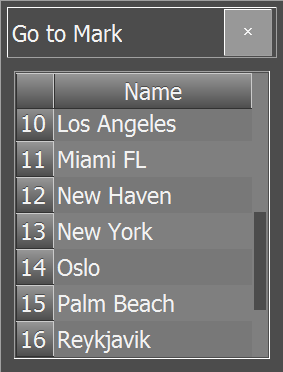 Go to Mark ×
Name
10 Los Angeles
11 Miami FL
12 New Haven
13 New York
14 Oslo
15 Palm Beach
16 Reykjavik